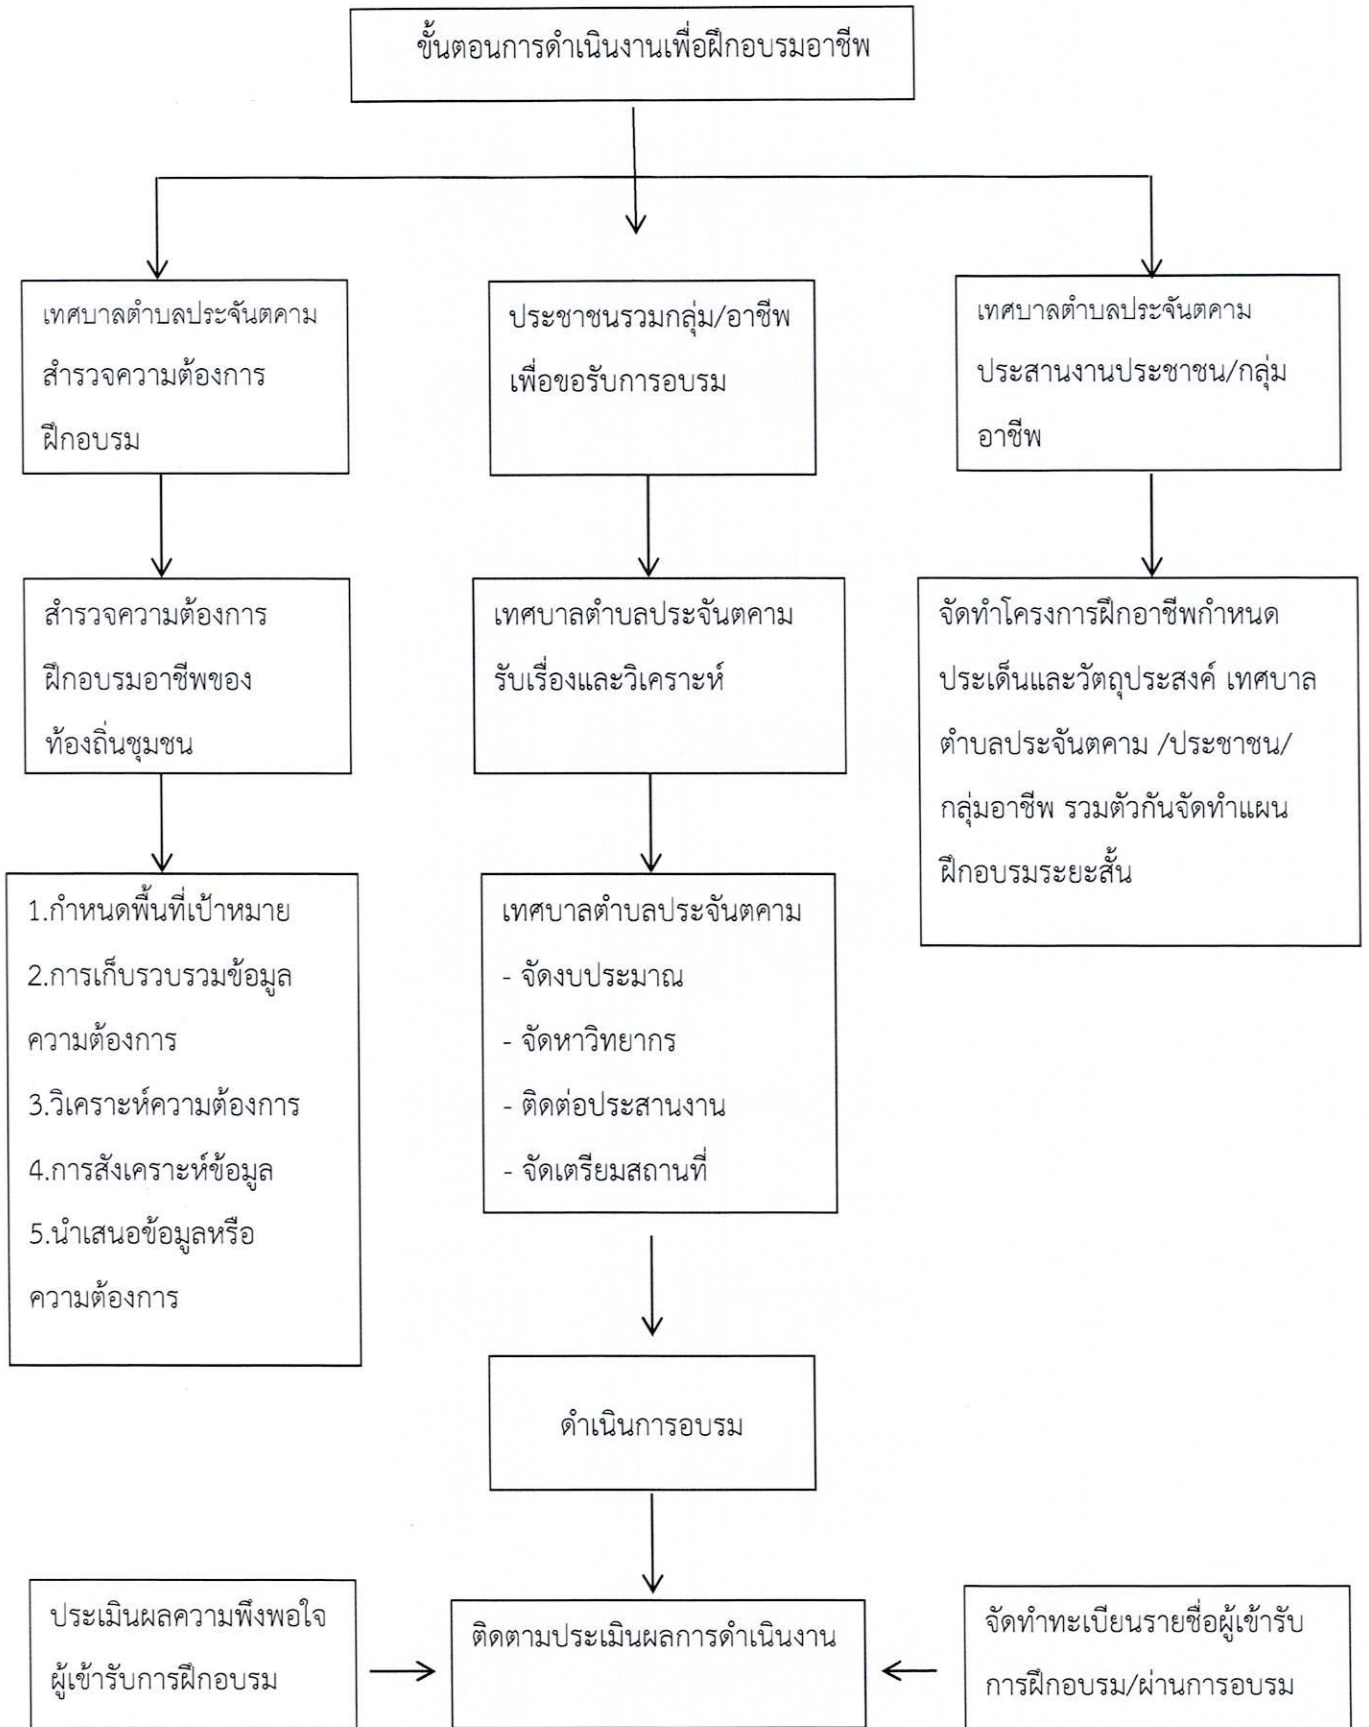 ขั้นตอนการดำเนินงานเพื่อฝึกอบรมอาชีพ
เทศบาลตำบลประจันตคาม
สำรวจความต้องการ
ฝึกอบรม
ประชาชนรวมกลุ่ม/อาชีพ
เพื่อขอรับการอบรม
เทศบาลตำบลประจันตคาม
ประสานงานประชาชน/กลุ่ม
อาชีพ
สำรวจความต้องการ
ฝึกอบรมอาชีพของ
ท้องถิ่นชุมชน
เทศบาลตำบลประจันตคาม
รับเรื่องและวิเคราะห์
จัดทำโครงการฝึกอาชีพกำหนด
ประเด็นและวัตถุประสงค์ เทศบาล
ตำบลประจันตคาม /ประชาชน/
กลุ่มอาชีพ รวมตัวกันจัดทำแผน
ฝึกอบรมระยะสั้น
1.กำหนดพื้นที่เป้าหมาย
2.การเก็บรวบรวมข้อมูล
ความต้องการ
3.วิเคราะห์ความต้องการ
4.การสังเคราะห์ข้อมูล
5.นำเสนอข้อมูลหรือ
ความต้องการ
เทศบาลตำบลประจันตคาม
- จัดงบประมาณ
- จัดหาวิทยากร
- ติดต่อประสานงาน
- จัดเตรียมสถานที่
ดำเนินการอบรม
ประเมินผลความพึงพอใจ
ผู้เข้ารับการฝึกอบรม
ติดตามประเมินผลการดำเนินงาน
จัดทำทะเบียนรายชื่อผู้เข้ารับ
การฝึกอบรม/ผ่านการอบรม